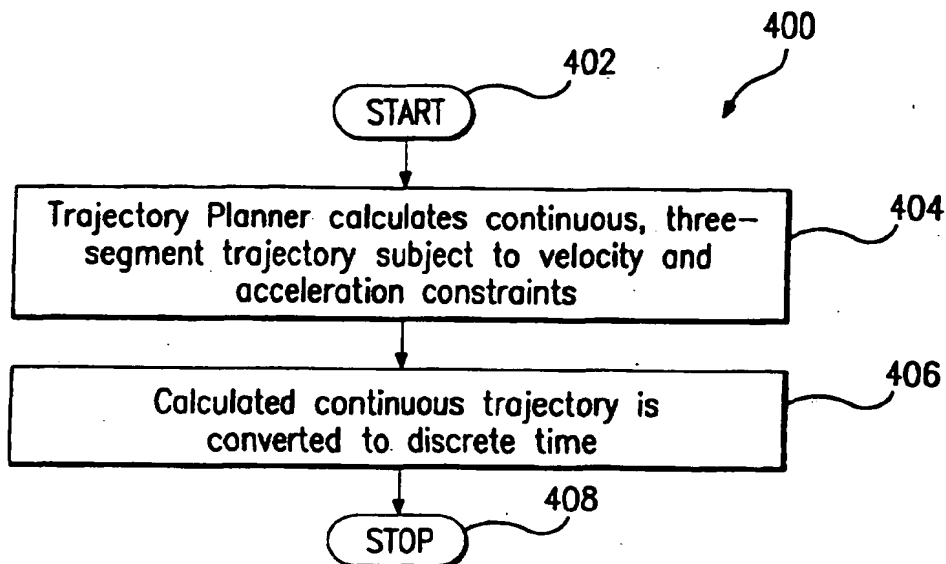 400
402
START
Trajectory Planner calculates continuous, three-
segment trajectory subject to velocity and
acceleration constraints
404
Calculated continuous trajectory is
converted to discrete time
406
408
STOP